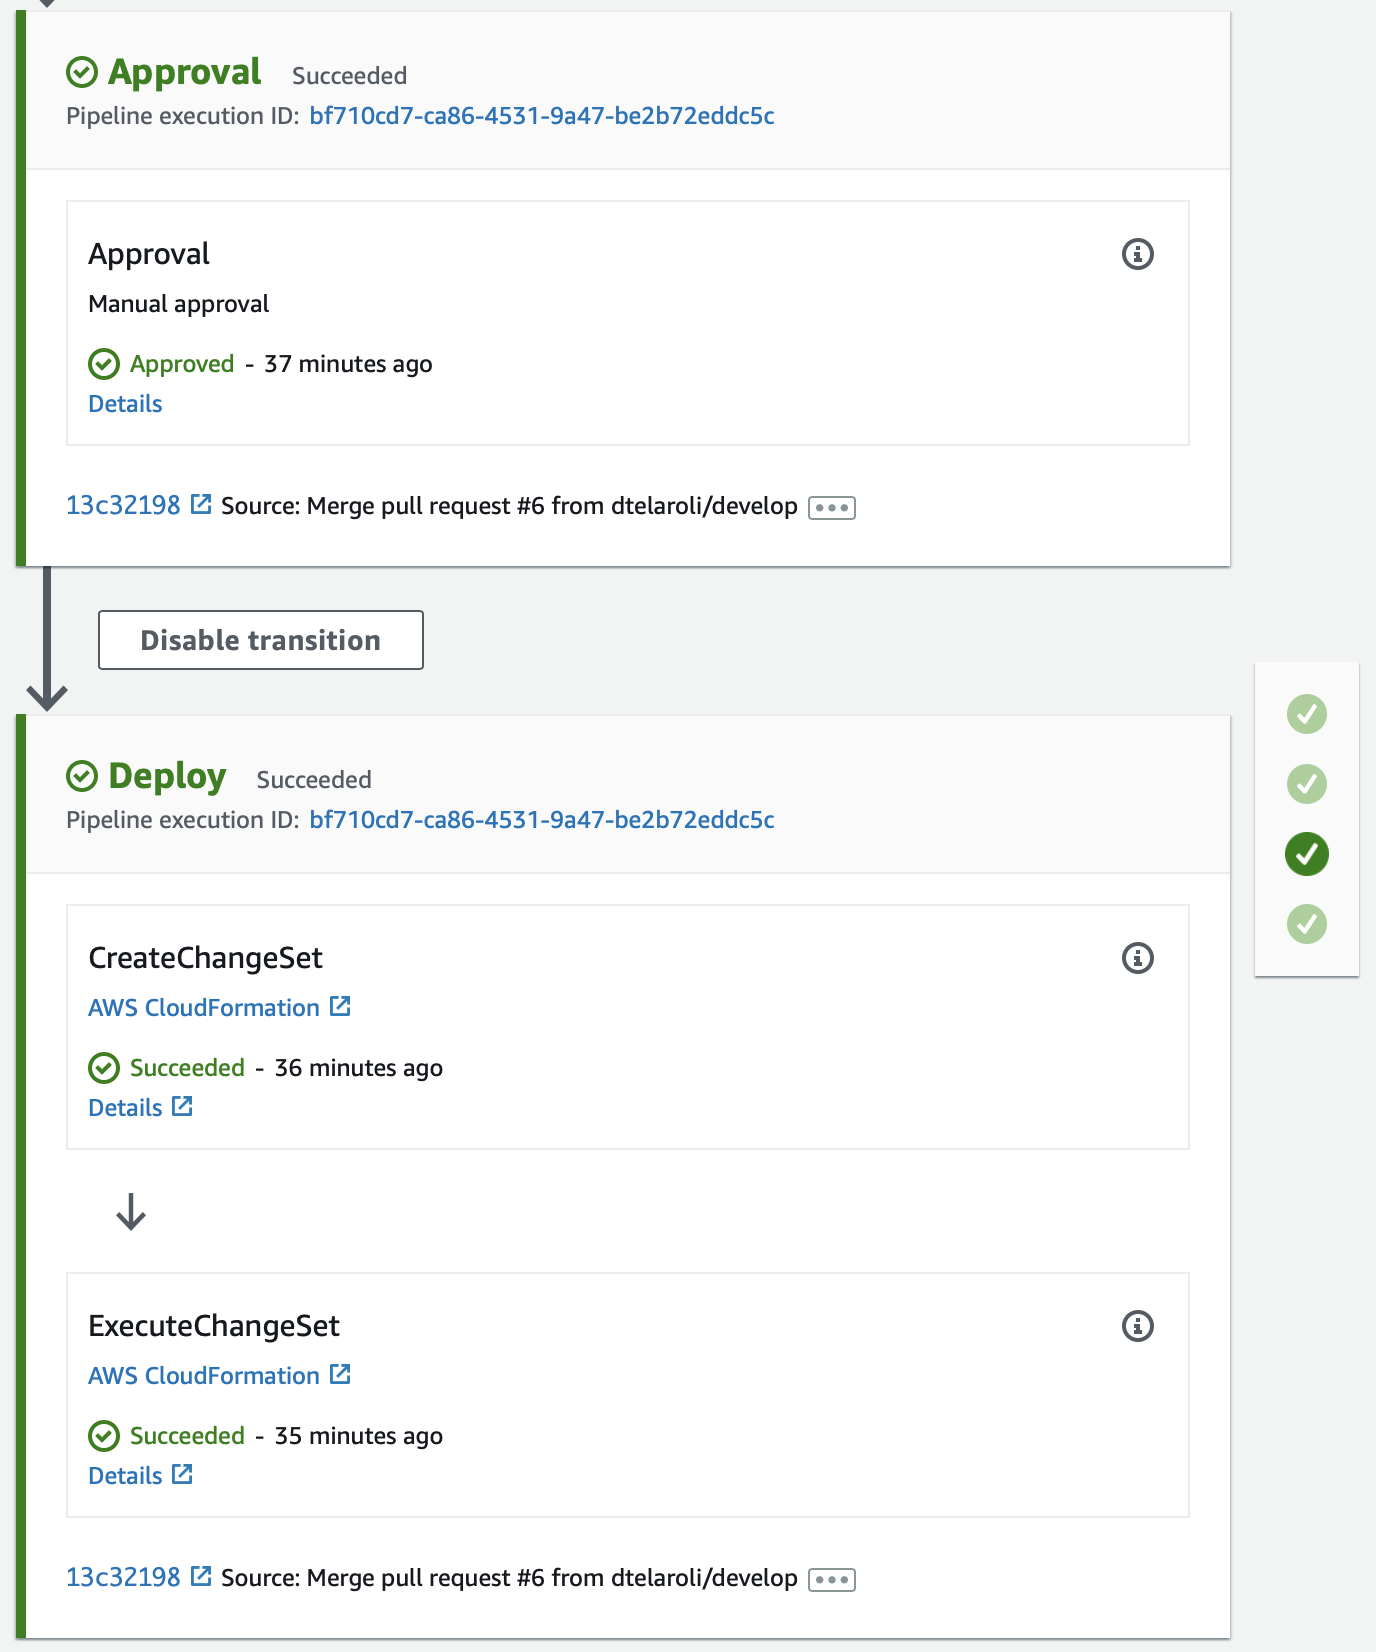 Approval Succeeded
Pipeline execution ID: bf710cd7-ca86-4531-9a47-be2b72eddc5c
Approval
Manual approval
Approved - 37 minutes ago
Details
13c32198 Source: Merge pull request #6 from dtelaroli/develop
Disable transition
Deploy Succeeded
Pipeline execution ID: bf710cd7-ca86-4531-9a47-be2b72eddc5c
CreateChangeSet
AWS CloudFormation
Succeeded - 36 minutes ago
Details
ExecuteChangeSet
AWS CloudFormation
Succeeded - 35 minutes ago
Details
13c32198 Source: Merge pull request #6 from dtelaroli/develop